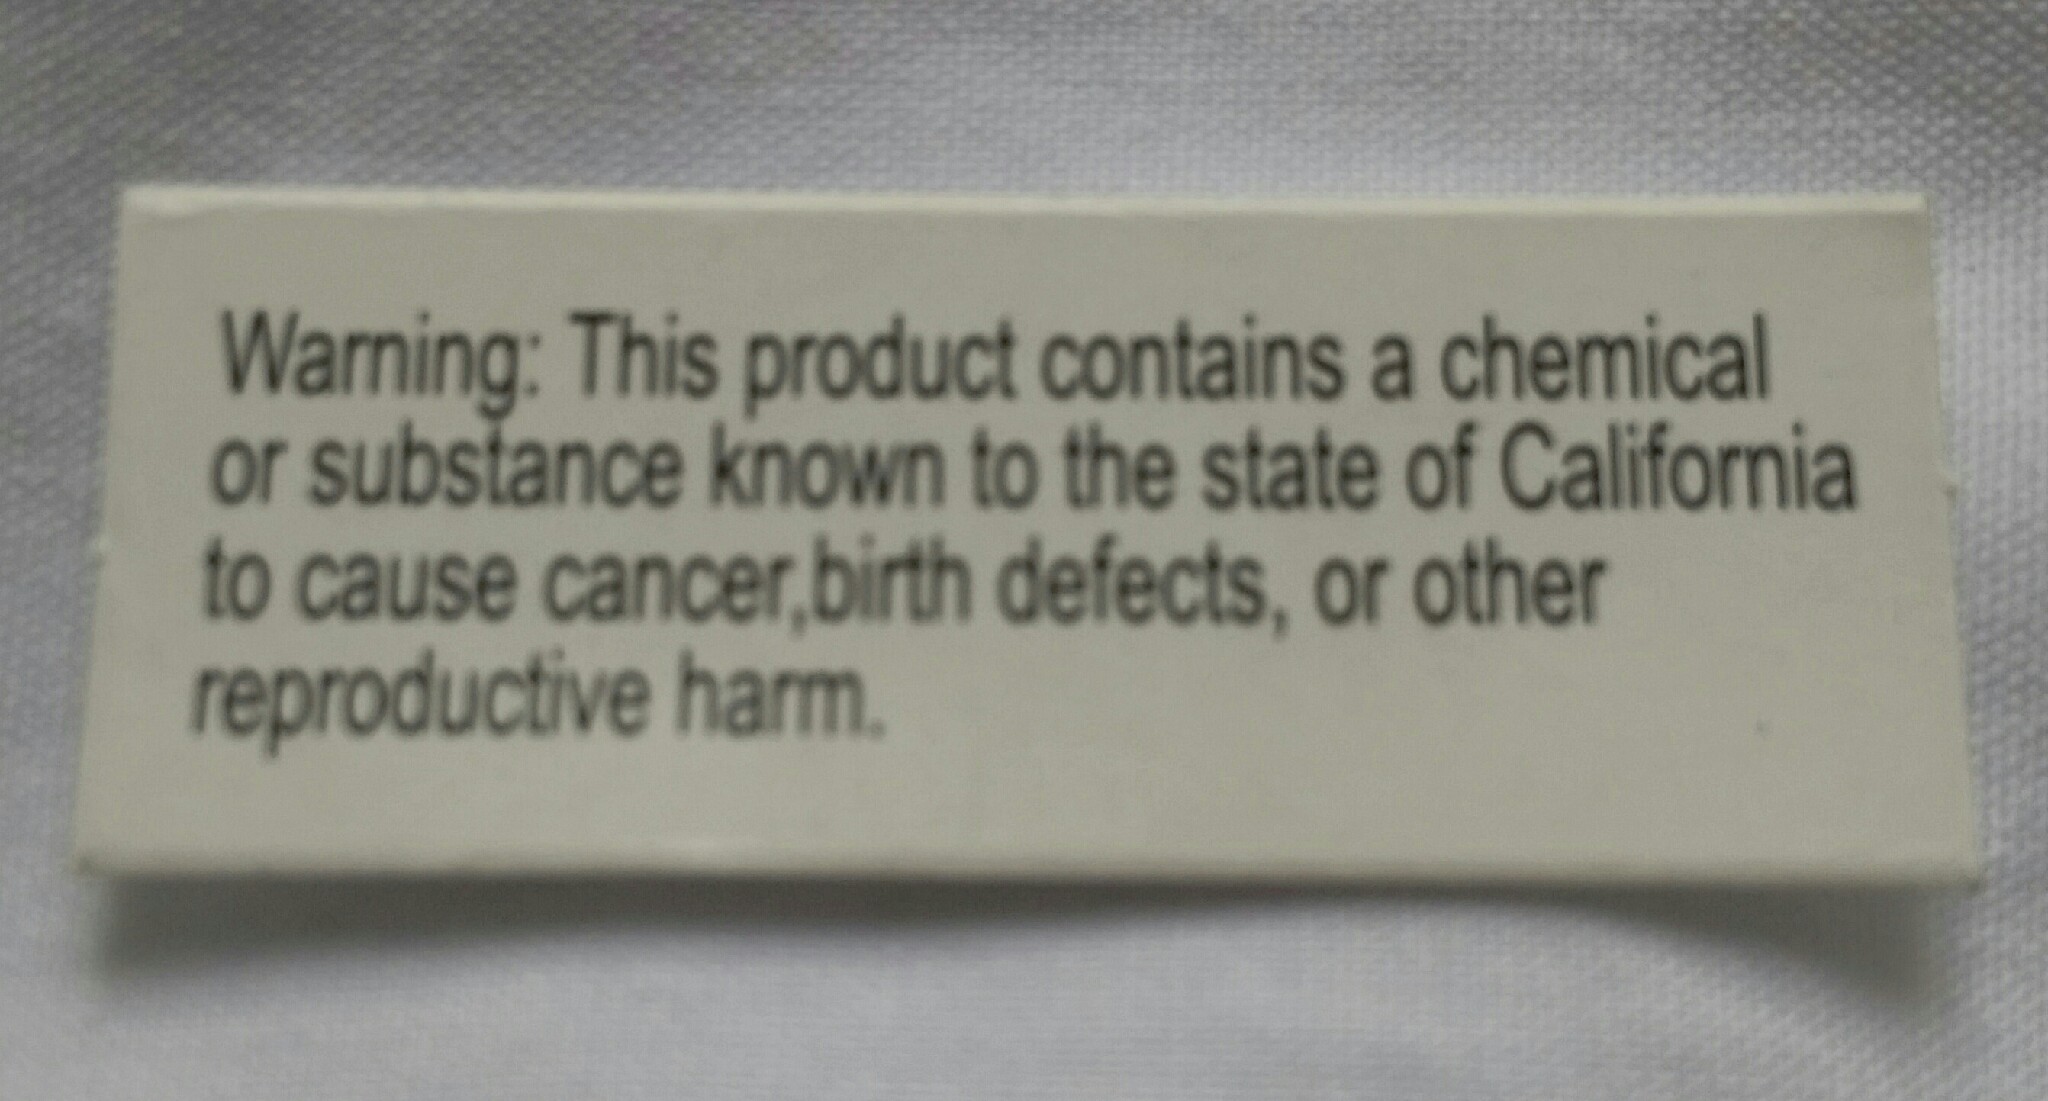 Warning: This product contains a chemical
or substance known to the state of California
to cause cancer,birth defects, or other
reproductive harm.